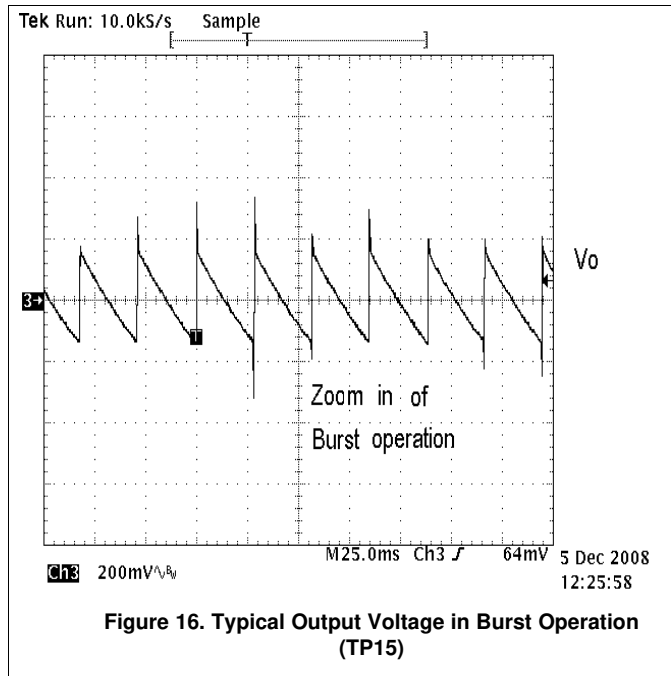 Tek Run: 10.0kS/s Sample
T
3
Vo
T
Zoom in of
Burst operation
M25.0ms Ch3 64mV
5 Dec 2008
Ch3 200mV
12:25:58
Figure 16. Typical Output Voltage in Burst Operation
(TP15)